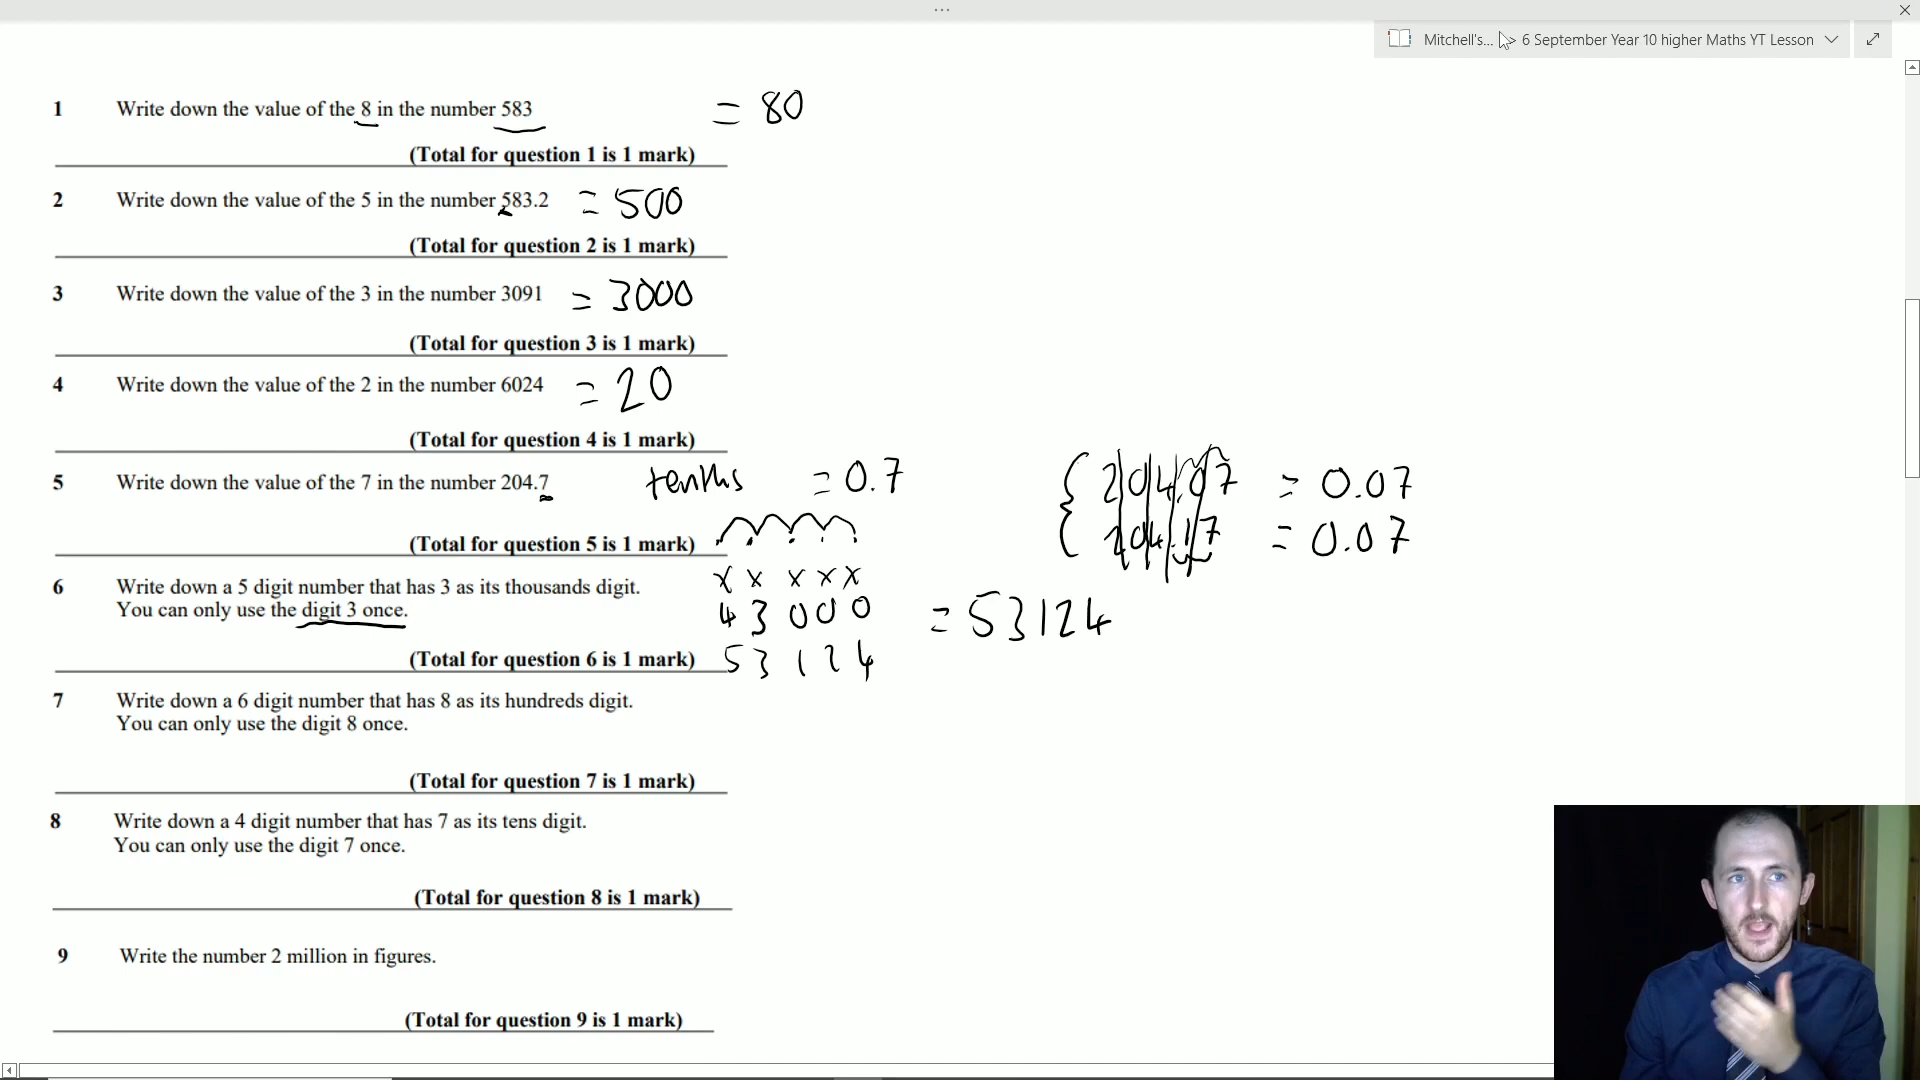 Mitchell's... > 6 September Year 10 higher Maths YT Lesson
1 Write down the value of the 8 in the number 583 = 80
(Total for question 1 is 1 mark)
2 Write down the value of the 5 in the number 583.2 = 500
(Total for question 2 is 1 mark)
3 Write down the value of the 3 in the number 3091 = 3000
(Total for question 3 is 1 mark)
4 Write down the value of the 2 in the number 6024 = 20
(Total for question 4 is 1 mark)
5 Write down the value of the 7 in the number 204.7 tenths = 0.7
204.07 = 0.07
204.17 = 0.07
(Total for question 5 is 1 mark)
x x x x x
6 Write down a 5 digit number that has 3 as its thousands digit.
You can only use the digit 3 once. 43000 = 53124
(Total for question 6 is 1 mark) 53124
7 Write down a 6 digit number that has 8 as its hundreds digit.
You can only use the digit 8 once.
(Total for question 7 is 1 mark)
8 Write down a 4 digit number that has 7 as its tens digit.
You can only use the digit 7 once.
(Total for question 8 is 1 mark)
9 Write the number 2 million in figures.
(Total for question 9 is 1 mark)